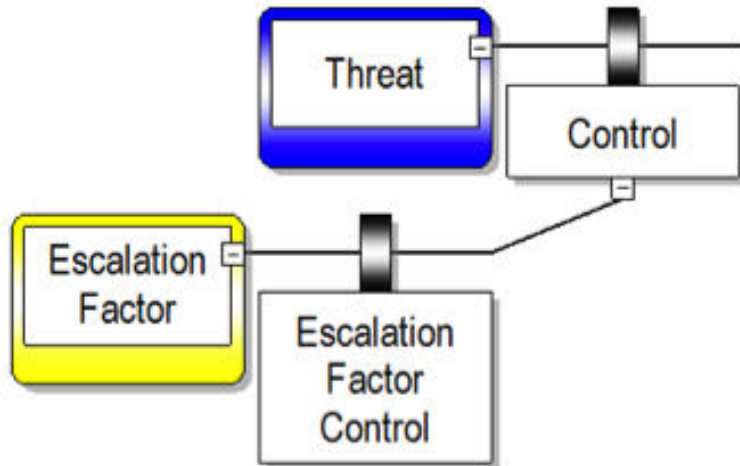 Threat
Control
Escalation
Factor
Escalation
Factor
Control